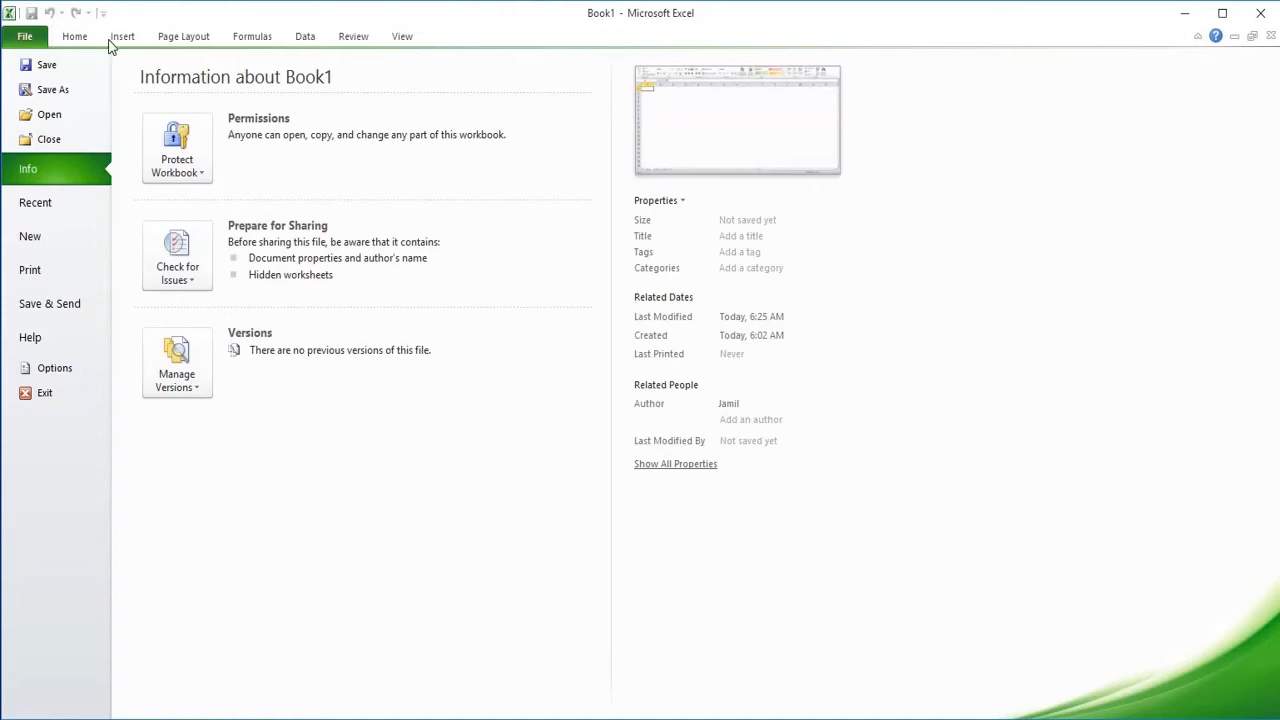 Book1 - Microsoft Excel
File Home Insert Page Layout Formulas Data Review View
Save
Save As
Open
Close
Info
Recent
New
Print
Save & Send
Help
Options
Exit
Information about Book1
Protect
Workbook
Permissions
Anyone can open, copy, and change any part of this workbook.
Check for
Issues
Prepare for Sharing
Before sharing this file, be aware that it contains:
Document properties and author's name
Hidden worksheets
Manage
Versions
Versions
There are no previous versions of this file.
Properties
Size Not saved yet
Title Add a title
Tags Add a tag
Categories Add a category
Related Dates
Last Modified Today, 6:25 AM
Created Today, 6:02 AM
Last Printed Never
Related People
Author Jamil
Add an author
Last Modified By Not saved yet
Show All Properties